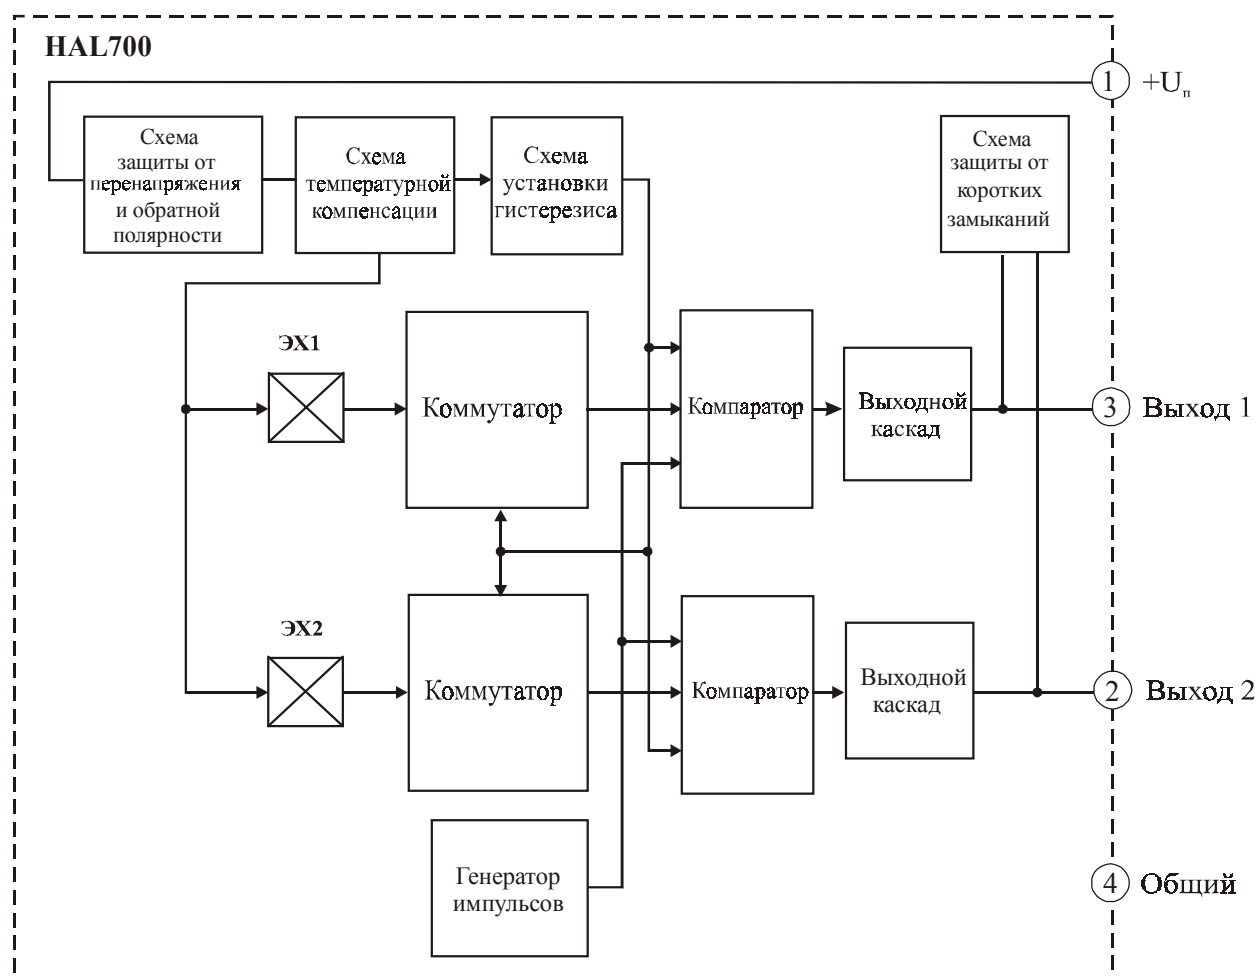 HAL700
1 +Uп
Схема
защиты от
перенапряжения
и обратной
полярности
Схема
температурной
компенсации
Схема
установки
гистерезиса
Схема
защиты от
коротких
замыканий
ЭХ1
Коммутатор
Компаратор
Выходной
каскад
3 Выход 1
ЭХ2
Коммутатор
Компаратор
Выходной
каскад
2 Выход 2
Генератор
импульсов
4 Общий